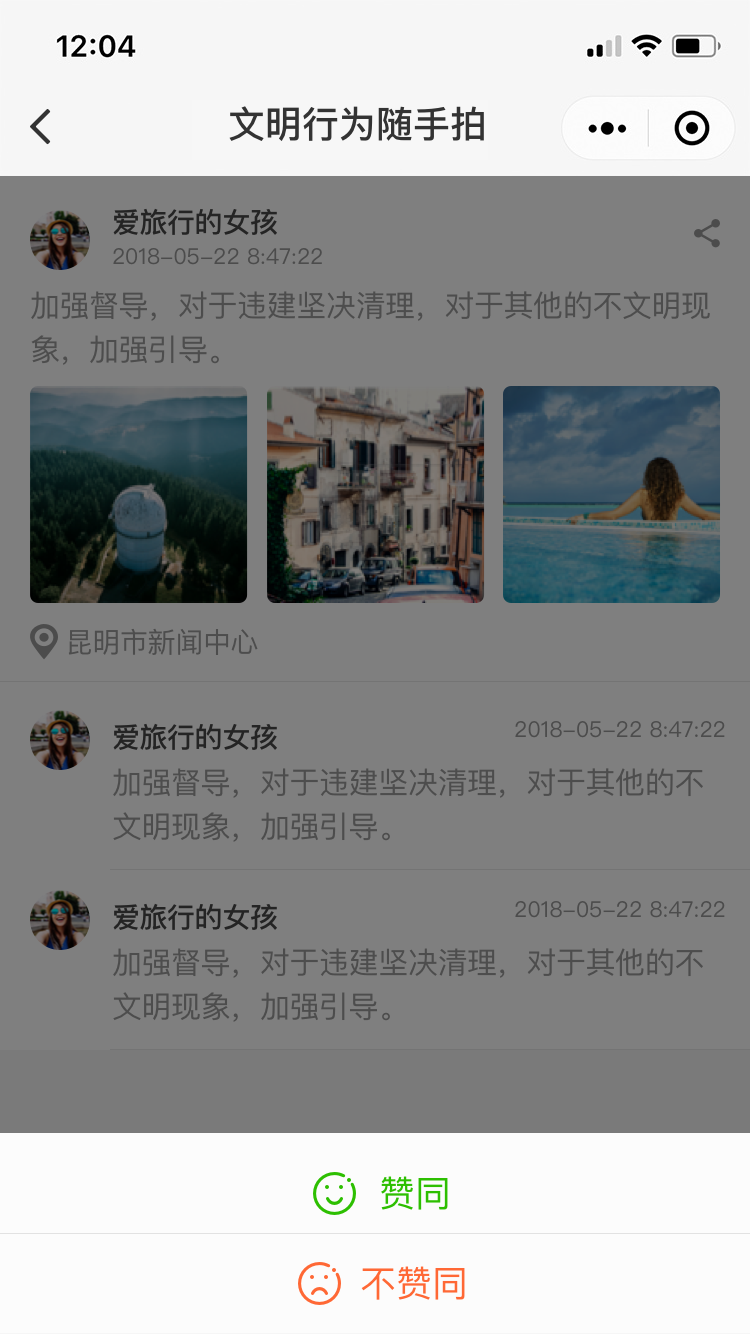 12:04
文明行为随手拍
爱旅行的女孩
2018-05-22 8:47:22
加强督导，对于违建坚决清理，对于其他的不文明现
象，加强引导。
昆明市新闻中心
爱旅行的女孩
2018-05-22 8:47:22
加强督导，对于违建坚决清理，对于其他的不
文明现象，加强引导。
爱旅行的女孩
2018-05-22 8:47:22
加强督导，对于违建坚决清理，对于其他的不
文明现象，加强引导。
赞同
不赞同